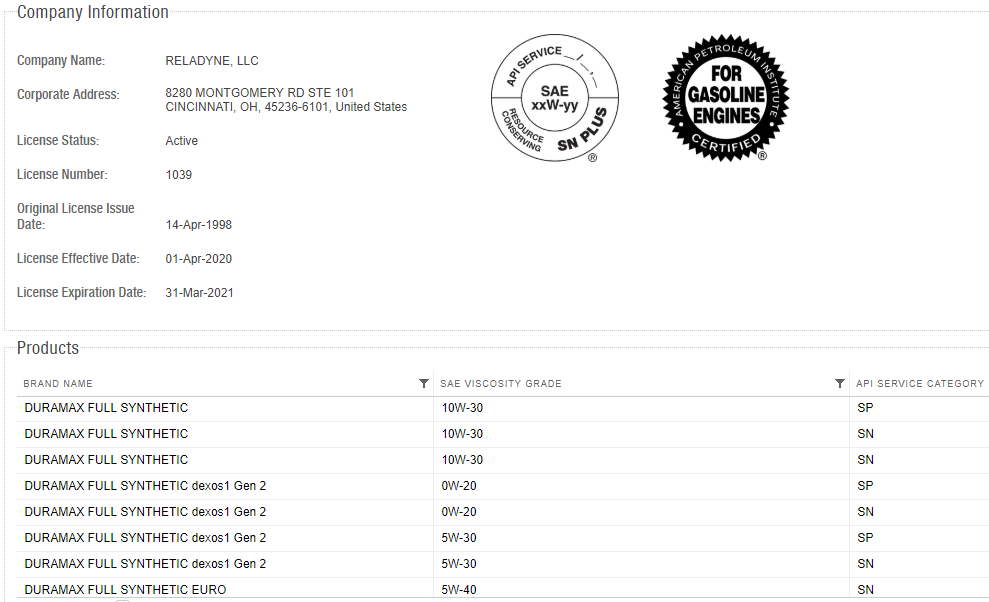 Company Information
Company Name: RELADYNE, LLC
Corporate Address: 8280 MONTGOMERY RD STE 101
CINCINNATI, OH, 45236-6101, United States
License Status: Active
License Number: 1039
Original License Issue
Date: 14-Apr-1998
License Effective Date: 01-Apr-2020
License Expiration Date: 31-Mar-2021
API SERVICE _ / _ , _
SAE
xxW-yy
RESOURCE
CONSERVING
SN PLUS
®
AMERICAN PETROLEUM INSTITUTE
FOR
GASOLINE
ENGINES
CERTIFIED
®
Products
BRAND NAME SAE VISCOSITY GRADE API SERVICE CATEGORY
DURAMAX FULL SYNTHETIC 10W-30 SP
DURAMAX FULL SYNTHETIC 10W-30 SN
DURAMAX FULL SYNTHETIC 10W-30 SN
DURAMAX FULL SYNTHETIC dexos1 Gen 2 0W-20 SP
DURAMAX FULL SYNTHETIC dexos1 Gen 2 0W-20 SN
DURAMAX FULL SYNTHETIC dexos1 Gen 2 5W-30 SP
DURAMAX FULL SYNTHETIC dexos1 Gen 2 5W-30 SN
DURAMAX FULL SYNTHETIC EURO 5W-40 SN